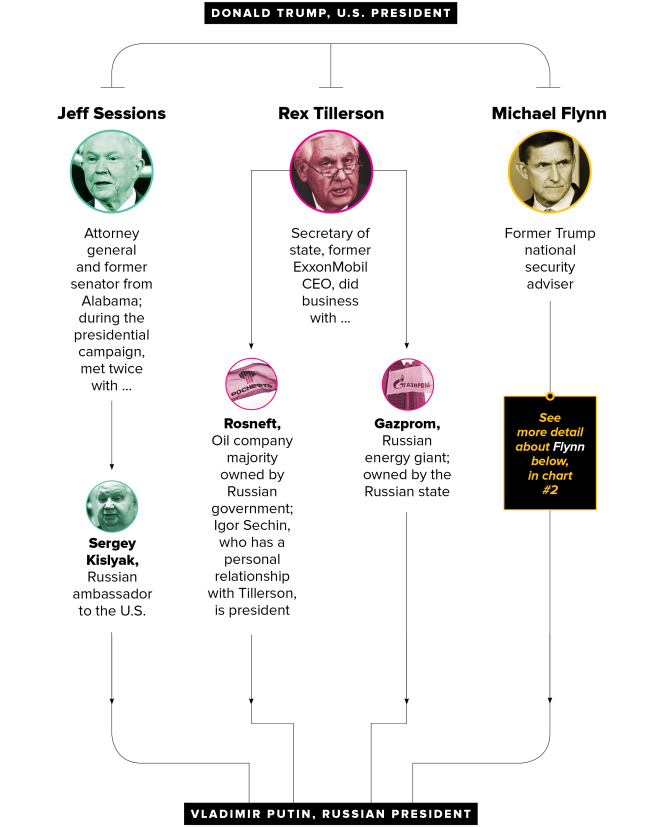 DONALD TRUMP, U.S. PRESIDENT
Jeff Sessions
Attorney
general
and former
senator from
Alabama;
during the
presidential
campaign,
met twice
with ...
Sergey
Kislyak,
Russian
ambassador
to the U.S.
Rex Tillerson
Secretary of
state, former
ExxonMobil
CEO, did
business
with ...
РОСНЕФТЬ
Rosneft,
Oil company
majority
owned by
Russian
government;
Igor Sechin,
who has a
personal
relationship
with Tillerson,
is president
ГАЗПРОМ
Gazprom,
Russian
energy giant;
owned by the
Russian state
Michael Flynn
Former Trump
national
security
adviser
See
more detail
about Flynn
below,
in chart
#2
VLADIMIR PUTIN, RUSSIAN PRESIDENT